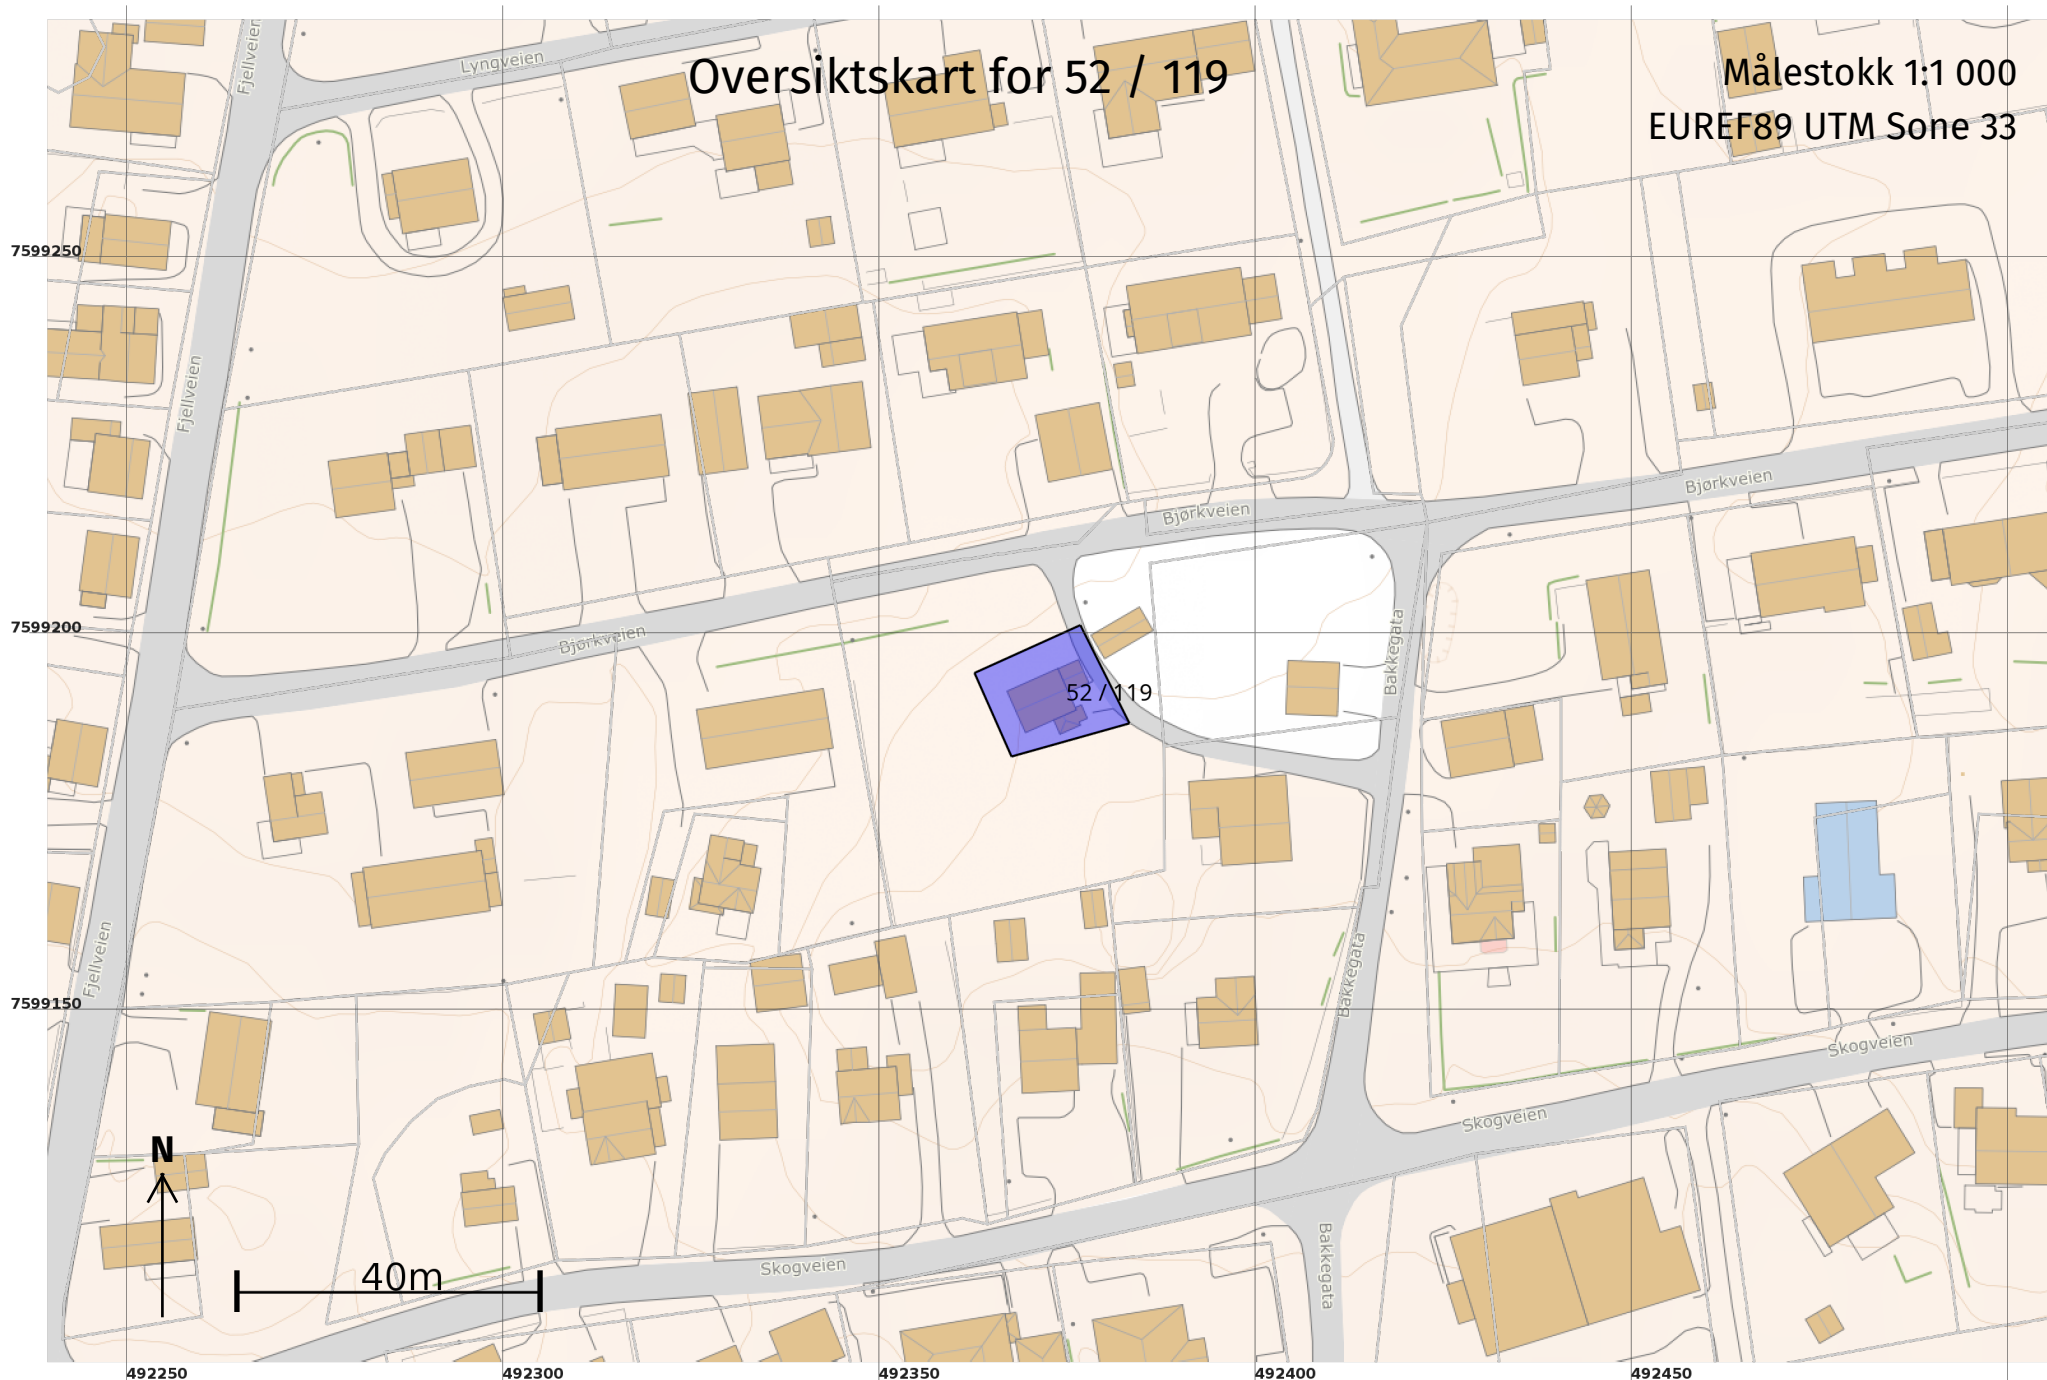 Fjellveien
Lyngveien
Oversiktskart for 52 / 119
Målestokk 1:1 000
EUREF89 UTM Sone 33
7599250
Fjellveien
Bjørkveien
Bjørkveien
7599200
Bjørkveien
Bakkegata
52 / 119
Fjellveien
Bakkegata
7599150
Skogveien
Skogveien
N
40m
Skogveien
Bakkegata
492250
492300
492350
492400
492450